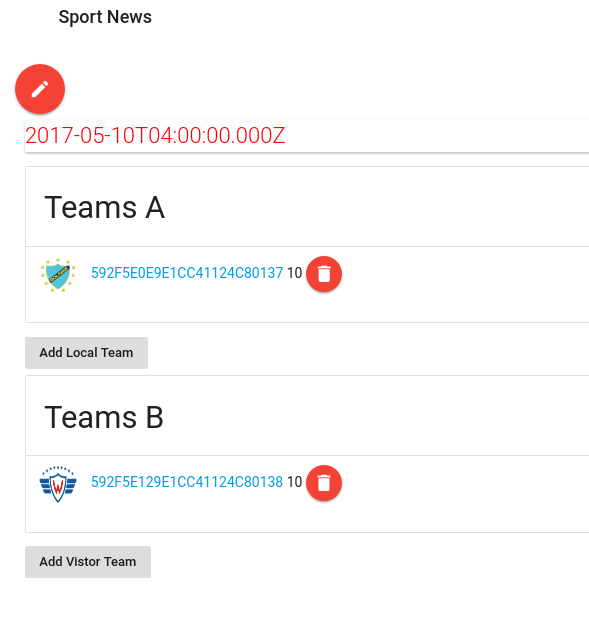 Sport News
2017-05-10T04:00:00.000Z
Teams A
592F5E0E9E1CC41124C80137 10
Add Local Team
Teams B
592F5E129E1CC41124C80138 10
Add Vistor Team